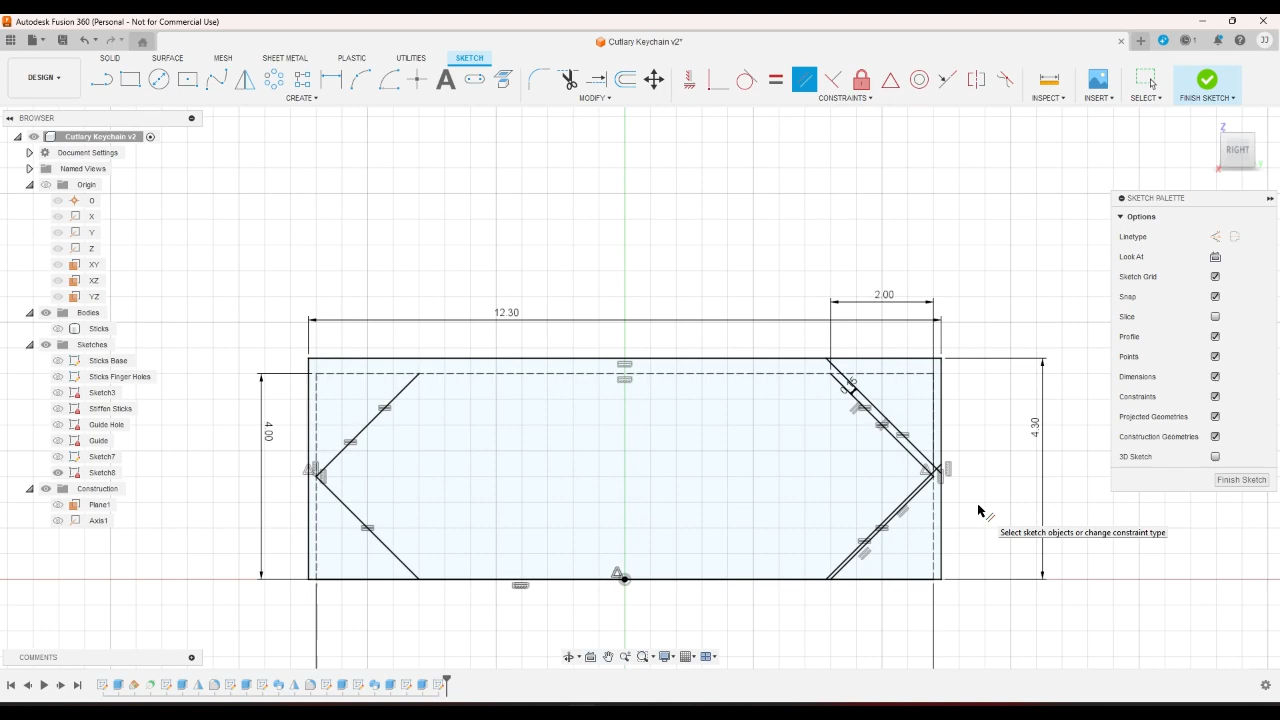 Autodesk Fusion 360 (Personal - Not for Commercial Use)
Cutlary Keychain v2*
1
JJ
DESIGN
SOLID
SURFACE
MESH
SHEET METAL
PLASTIC
UTILITIES
SKETCH
CREATE
MODIFY
CONSTRAINTS
INSPECT
INSERT
SELECT
FINISH SKETCH
BROWSER
Cutlary Keychain v2
Document Settings
Named Views
Origin
O
X
Y
Z
XY
XZ
YZ
Bodies
Sticks
Sketches
Sticks Base
Sticks Finger Holes
Sketch3
Stiffen Sticks
Guide Hole
Guide
Sketch7
Sketch8
Construction
Plane1
Axis1
COMMENTS
Z
RIGHT
X
Y
SKETCH PALETTE
Options
Linetype
Look At
Sketch Grid
Snap
Slice
Profile
Points
Dimensions
Constraints
Projected Geometries
Construction Geometries
3D Sketch
Finish Sketch
2.00
12.30
4.00
4.30
Select sketch objects or change constraint type